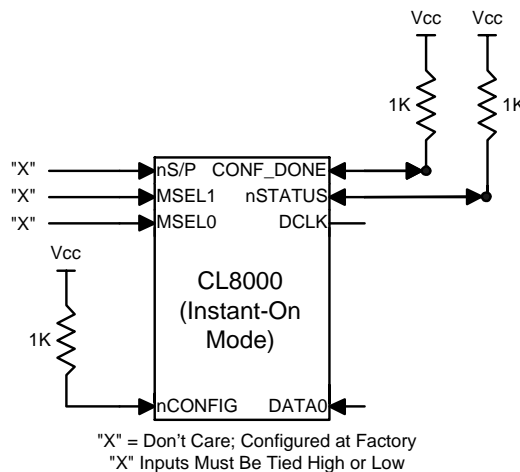 Vcc Vcc
1K 1K
"X" nS/P CONF_DONE
"X" MSEL1 nSTATUS
"X" MSEL0 DCLK
Vcc
CL8000
(Instant-On
Mode)
1K
nCONFIG DATA0
"X" = Don't Care; Configured at Factory
"X" Inputs Must Be Tied High or Low